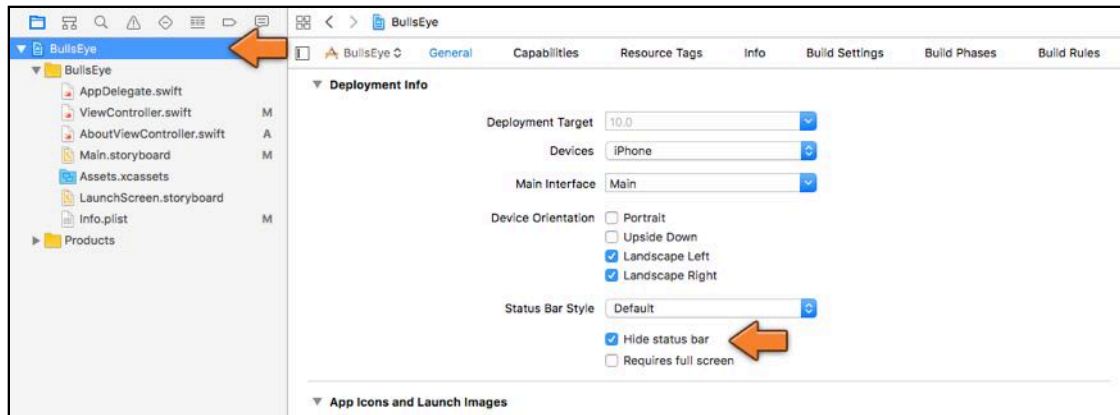 BullsEye
BullsEye
BullsEye General Capabilities Resource Tags Info Build Settings Build Phases Build Rules
BullsEye
AppDelegate.swift
ViewController.swift M
AboutViewController.swift A
Main.storyboard M
Assets.xcassets
LaunchScreen.storyboard
Info.plist M
Products
Deployment Info
Deployment Target 10.0
Devices iPhone
Main Interface Main
Device Orientation Portrait
Upside Down
Landscape Left
Landscape Right
Status Bar Style Default
Hide status bar
Requires full screen
App Icons and Launch Images